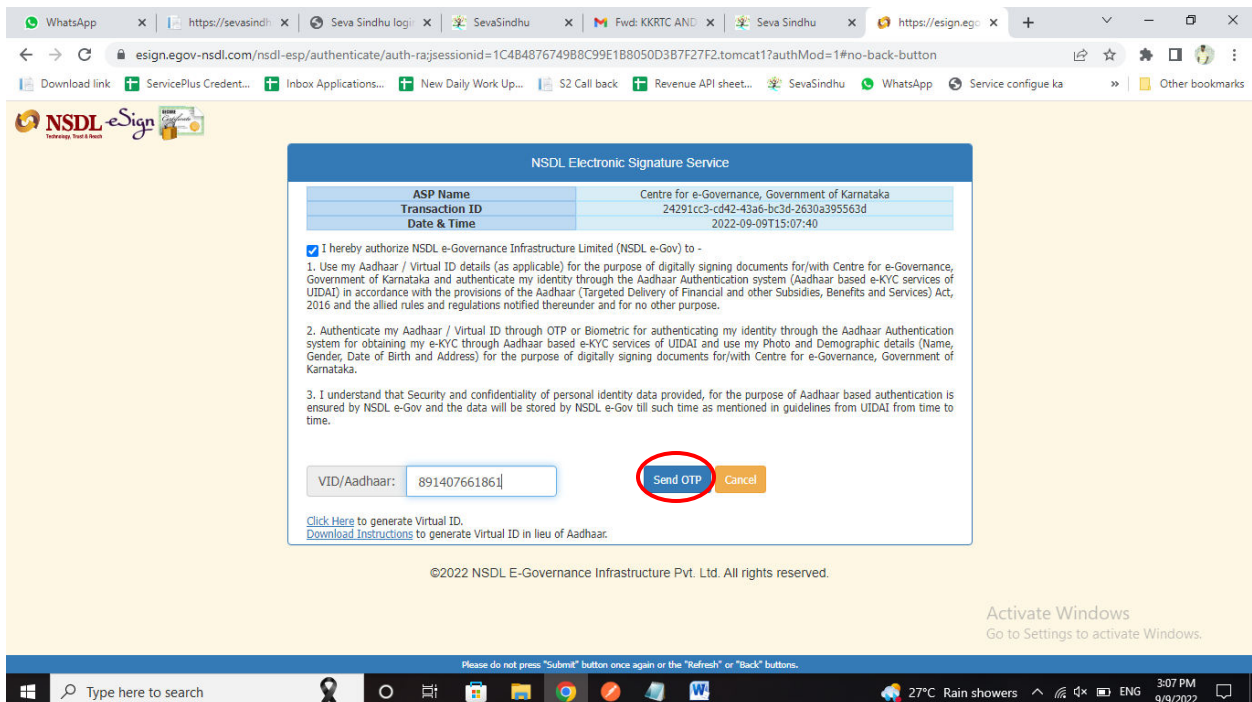 WhatsApp
https://sevasindh
Seva Sindhu logi
SevaSindhu
Fwd: KKRTC AND
Seva Sindhu
https://esign.ego
esign.egov-nsdl.com/nsdl-esp/authenticate/auth-ra;jsessionid=1C4B4876749B8C99E1B8050D3B7F27F2.tomcat1?authMod=1#no-back-button
Download link
ServicePlus Credent...
Inbox Applications...
New Daily Work Up...
S2 Call back
Revenue API sheet...
SevaSindhu
WhatsApp
Service configue ka
»
Other bookmarks
NSDL eSign
Technology, Trust & Reach
NSDL Electronic Signature Service
ASP Name Centre for e-Governance, Government of Karnataka
Transaction ID 24291cc3-cd42-43a6-bc3d-2630a395563d
Date & Time 2022-09-09T15:07:40
I hereby authorize NSDL e-Governance Infrastructure Limited (NSDL e-Gov) to -
1. Use my Aadhaar / Virtual ID details (as applicable) for the purpose of digitally signing documents for/with Centre for e-Governance,
Government of Karnataka and authenticate my identity through the Aadhaar Authentication system (Aadhaar based e-KYC services of
UIDAI) in accordance with the provisions of the Aadhaar (Targeted Delivery of Financial and other Subsidies, Benefits and Services) Act,
2016 and the allied rules and regulations notified thereunder and for no other purpose.
2. Authenticate my Aadhaar / Virtual ID through OTP or Biometric for authenticating my identity through the Aadhaar Authentication
system for obtaining my e-KYC through Aadhaar based e-KYC services of UIDAI and use my Photo and Demographic details (Name,
Gender, Date of Birth and Address) for the purpose of digitally signing documents for/with Centre for e-Governance, Government of
Karnataka.
3. I understand that Security and confidentiality of personal identity data provided, for the purpose of Aadhaar based authentication is
ensured by NSDL e-Gov and the data will be stored by NSDL e-Gov till such time as mentioned in guidelines from UIDAI from time to
time.
VID/Aadhaar: 891407661861 Send OTP Cancel
Click Here to generate Virtual ID.
Download Instructions to generate Virtual ID in lieu of Aadhaar.
©2022 NSDL E-Governance Infrastructure Pvt. Ltd. All rights reserved.
Activate Windows
Go to Settings to activate Windows.
Please do not press "Submit" button once again or the "Refresh" or "Back" buttons.
Type here to search
27°C Rain showers
ENG
3:07 PM
9/9/2022